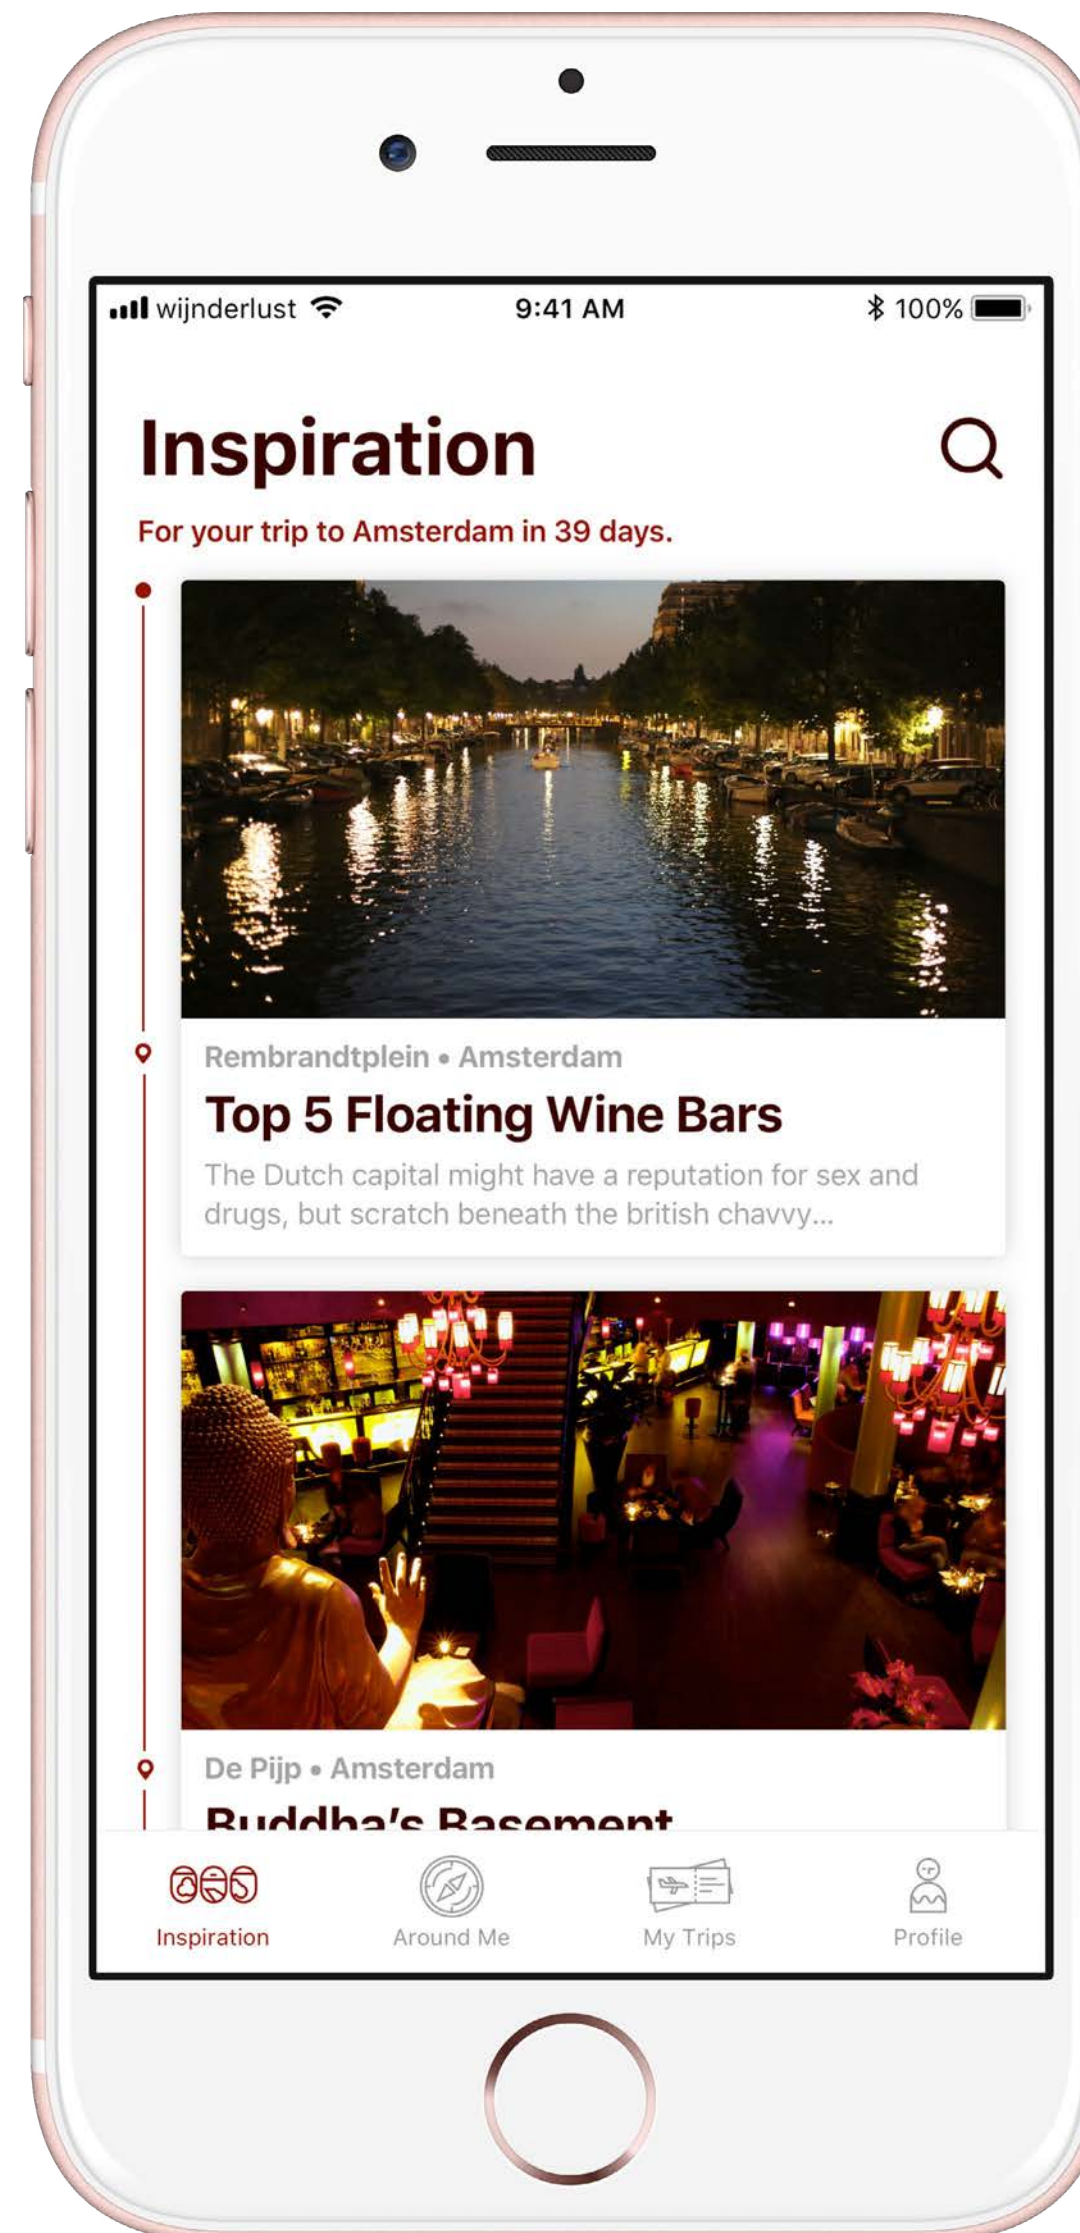 wijnderlust 9:41 AM 100%
Inspiration
For your trip to Amsterdam in 39 days.
Rembrandtplein • Amsterdam
Top 5 Floating Wine Bars
The Dutch capital might have a reputation for sex and
drugs, but scratch beneath the british chavvy...
De Pijp • Amsterdam
Buddha's Basement
Inspiration Around Me My Trips Profile